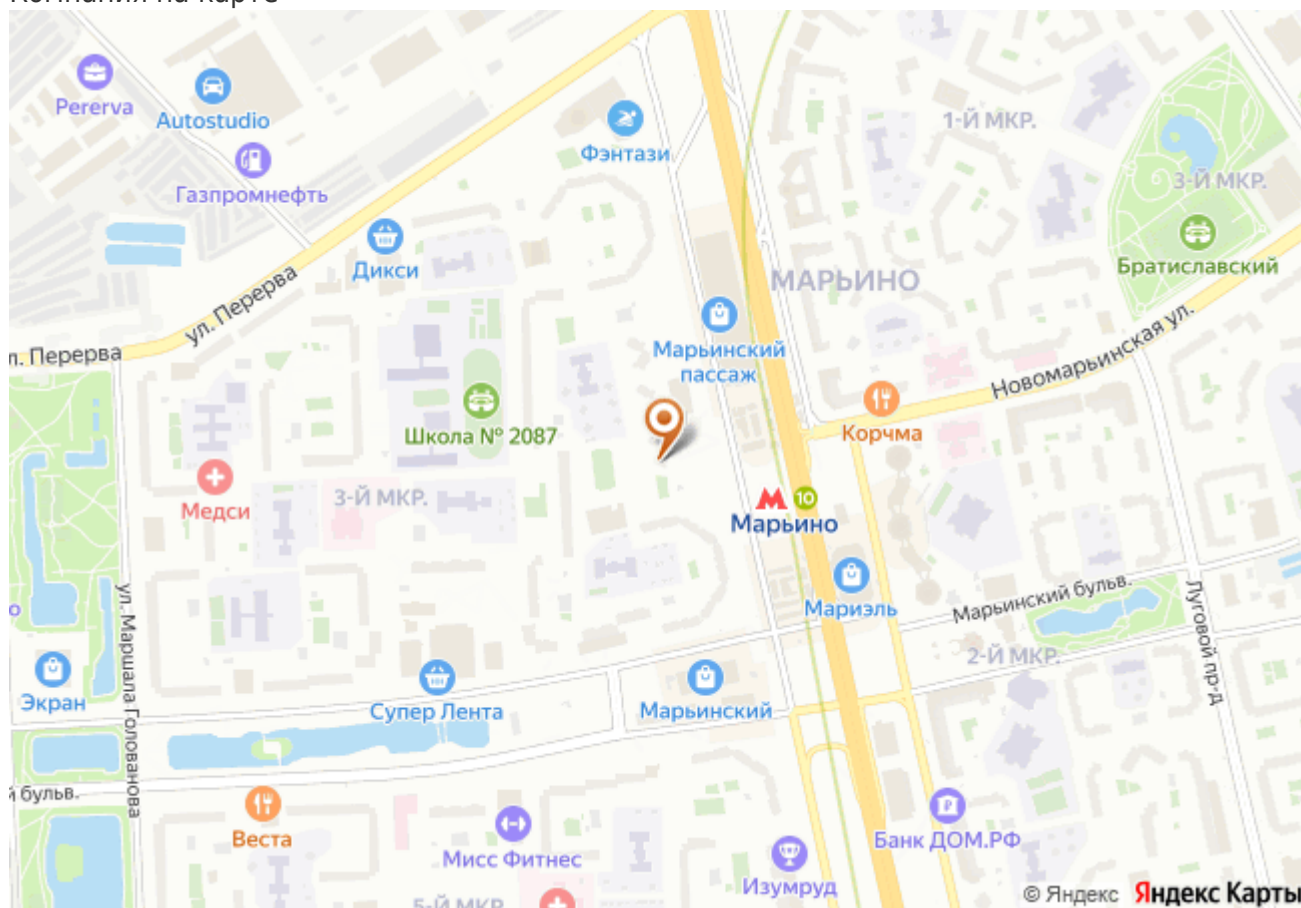 Компания на карте
Pererva
Autostudio
Газпромнефть
Фэнтази
1-Й МКР.
3-Й МКР.
Дикси
Братиславский
МАРЬИНО
ул. Перерва
Марьинский
пассаж
Новомарьинская ул.
л. Перерва
Школа № 2087
Корчма
Медси
3-Й МКР.
10
Марьино
ул. Маршала Голованова
Мариэль
Марьинский бульв.
Луговой пр-д
2-Й МКР.
о
Экран
Супер Лента
Марьинский
й бульв.
Веста
Мисс Фитнес
Банк ДОМ.РФ
Изумруд
5-Й МКР
© Яндекс Яндекс Карты